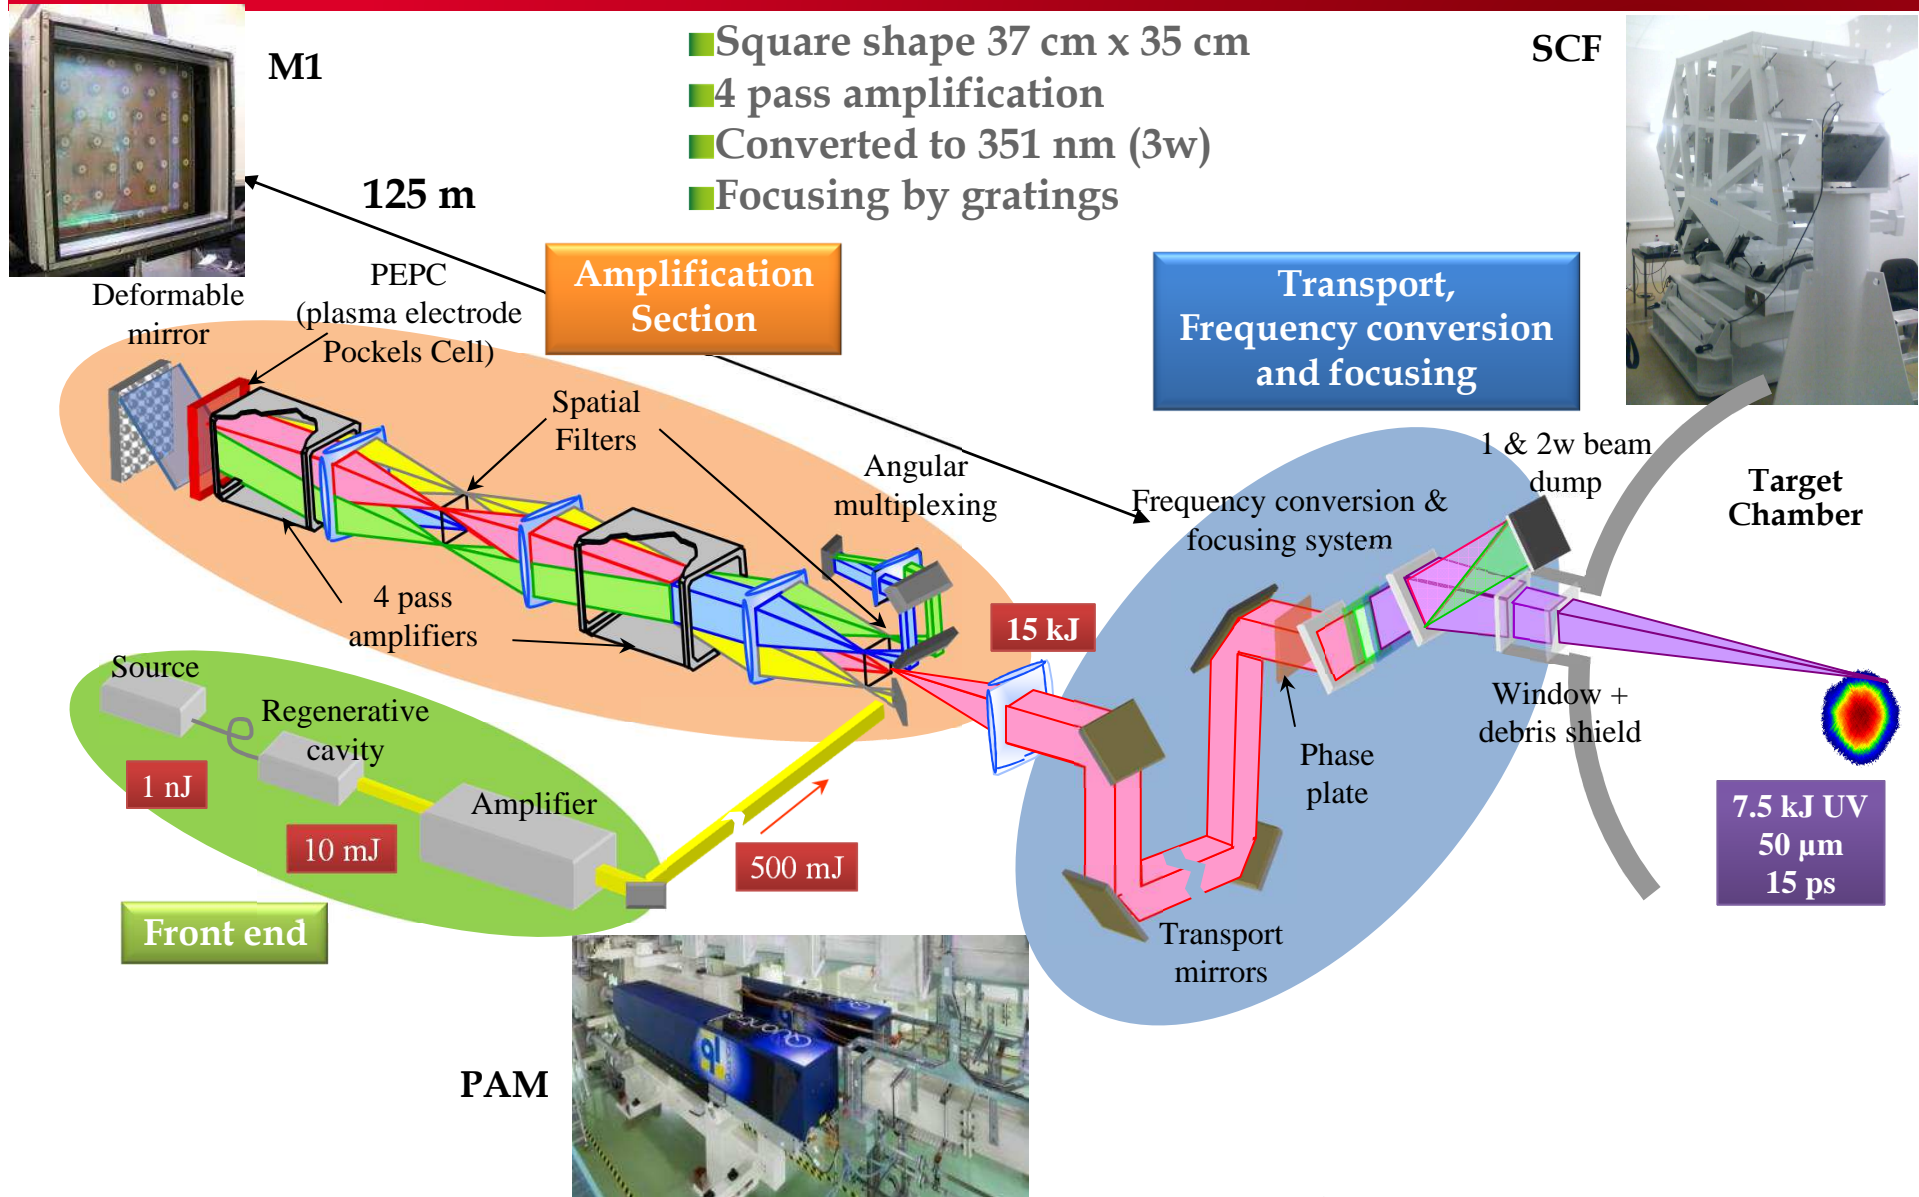 M1
Square shape 37 cm x 35 cm
4 pass amplification
Converted to 351 nm (3w)
Focusing by gratings
SCF
125 m
Deformable
mirror
PEPC
(plasma electrode
Pockels Cell)
Amplification
Section
Transport,
Frequency conversion
and focusing
Spatial
Filters
Angular
multiplexing
Frequency conversion &
focusing system
1 & 2w beam
dump
Target
Chamber
4 pass
amplifiers
15 kJ
Source
Regenerative
cavity
1 nJ
Amplifier
10 mJ
500 mJ
Front end
Phase
plate
Window +
debris shield
Transport
mirrors
7.5 kJ UV
50 µm
15 ps
PAM